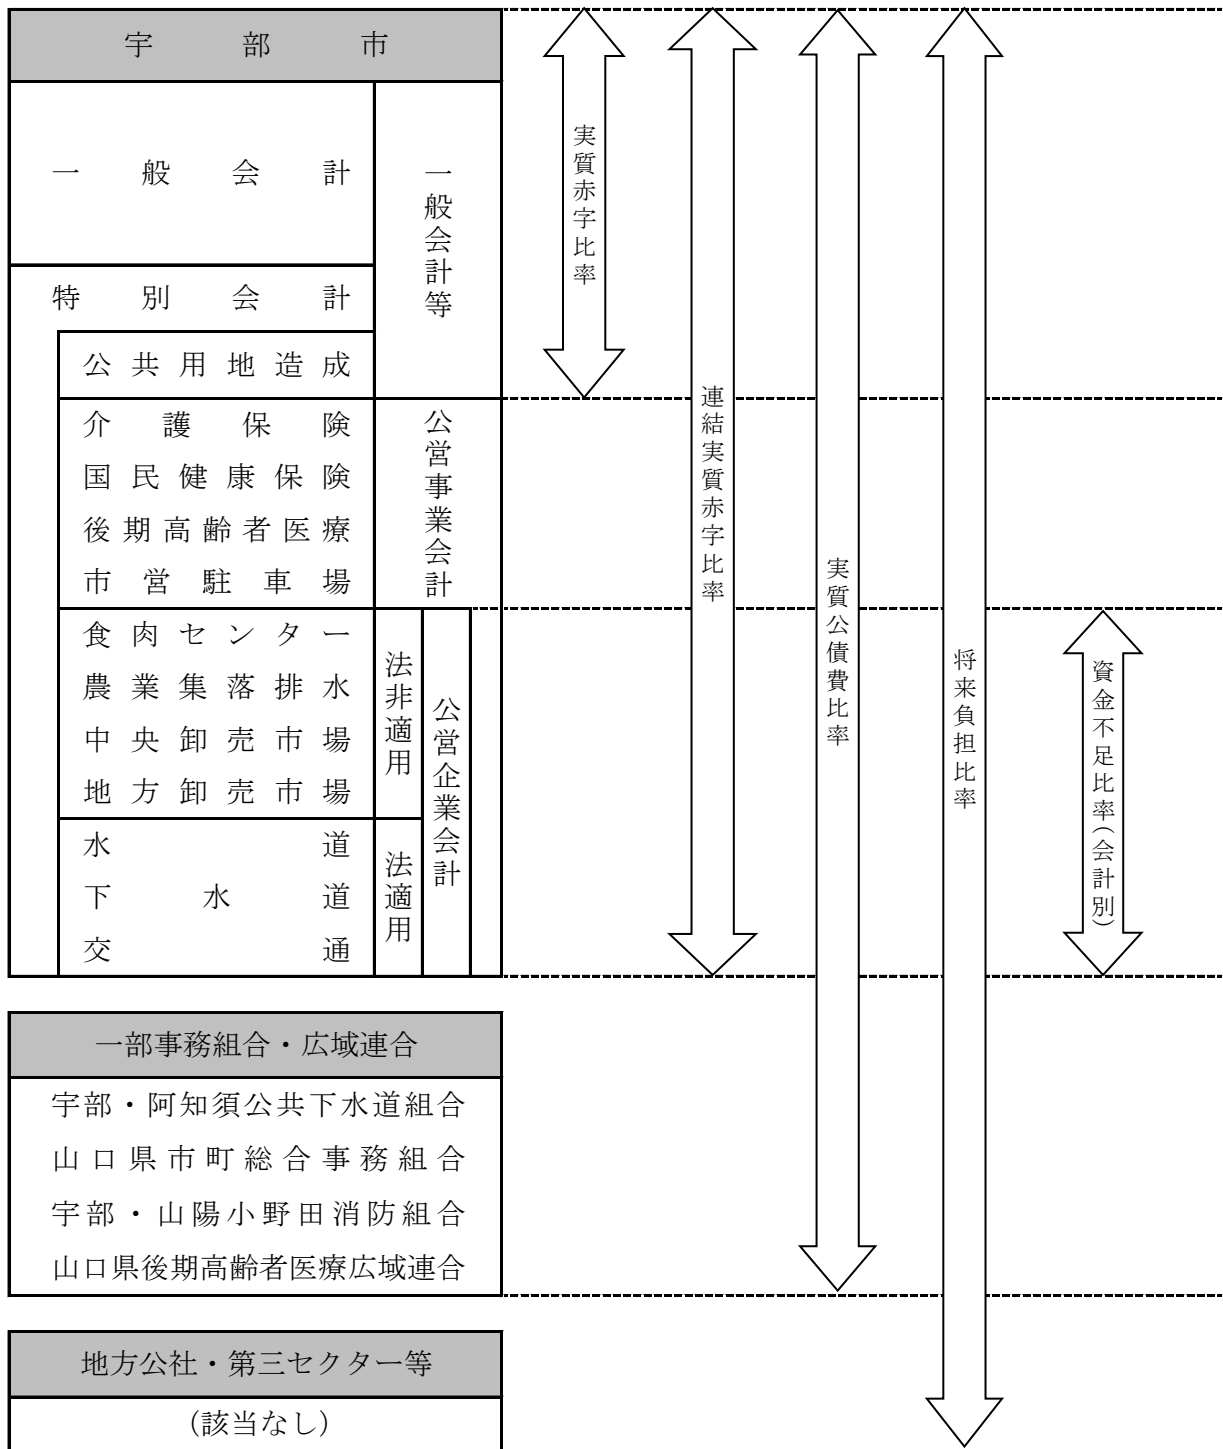 宇部市
一般会計
一般会計等
特別会計
公共用地造成
介護保険
国民健康保険
後期高齢者医療
市営駐車場
公営事業会計
食肉センター
農業集落排水
中央卸売市場
地方卸売市場
法非適用
公営企業会計
水道
下水道
交通
法適用
実質赤字比率
連結実質赤字比率
実質公債費比率
将来負担比率
資金不足比率(会計別)
一部事務組合・広域連合
宇部・阿知須公共下水道組合
山口県市町総合事務組合
宇部・山陽小野田消防組合
山口県後期高齢者医療広域連合
地方公社・第三セクター等
(該当なし)